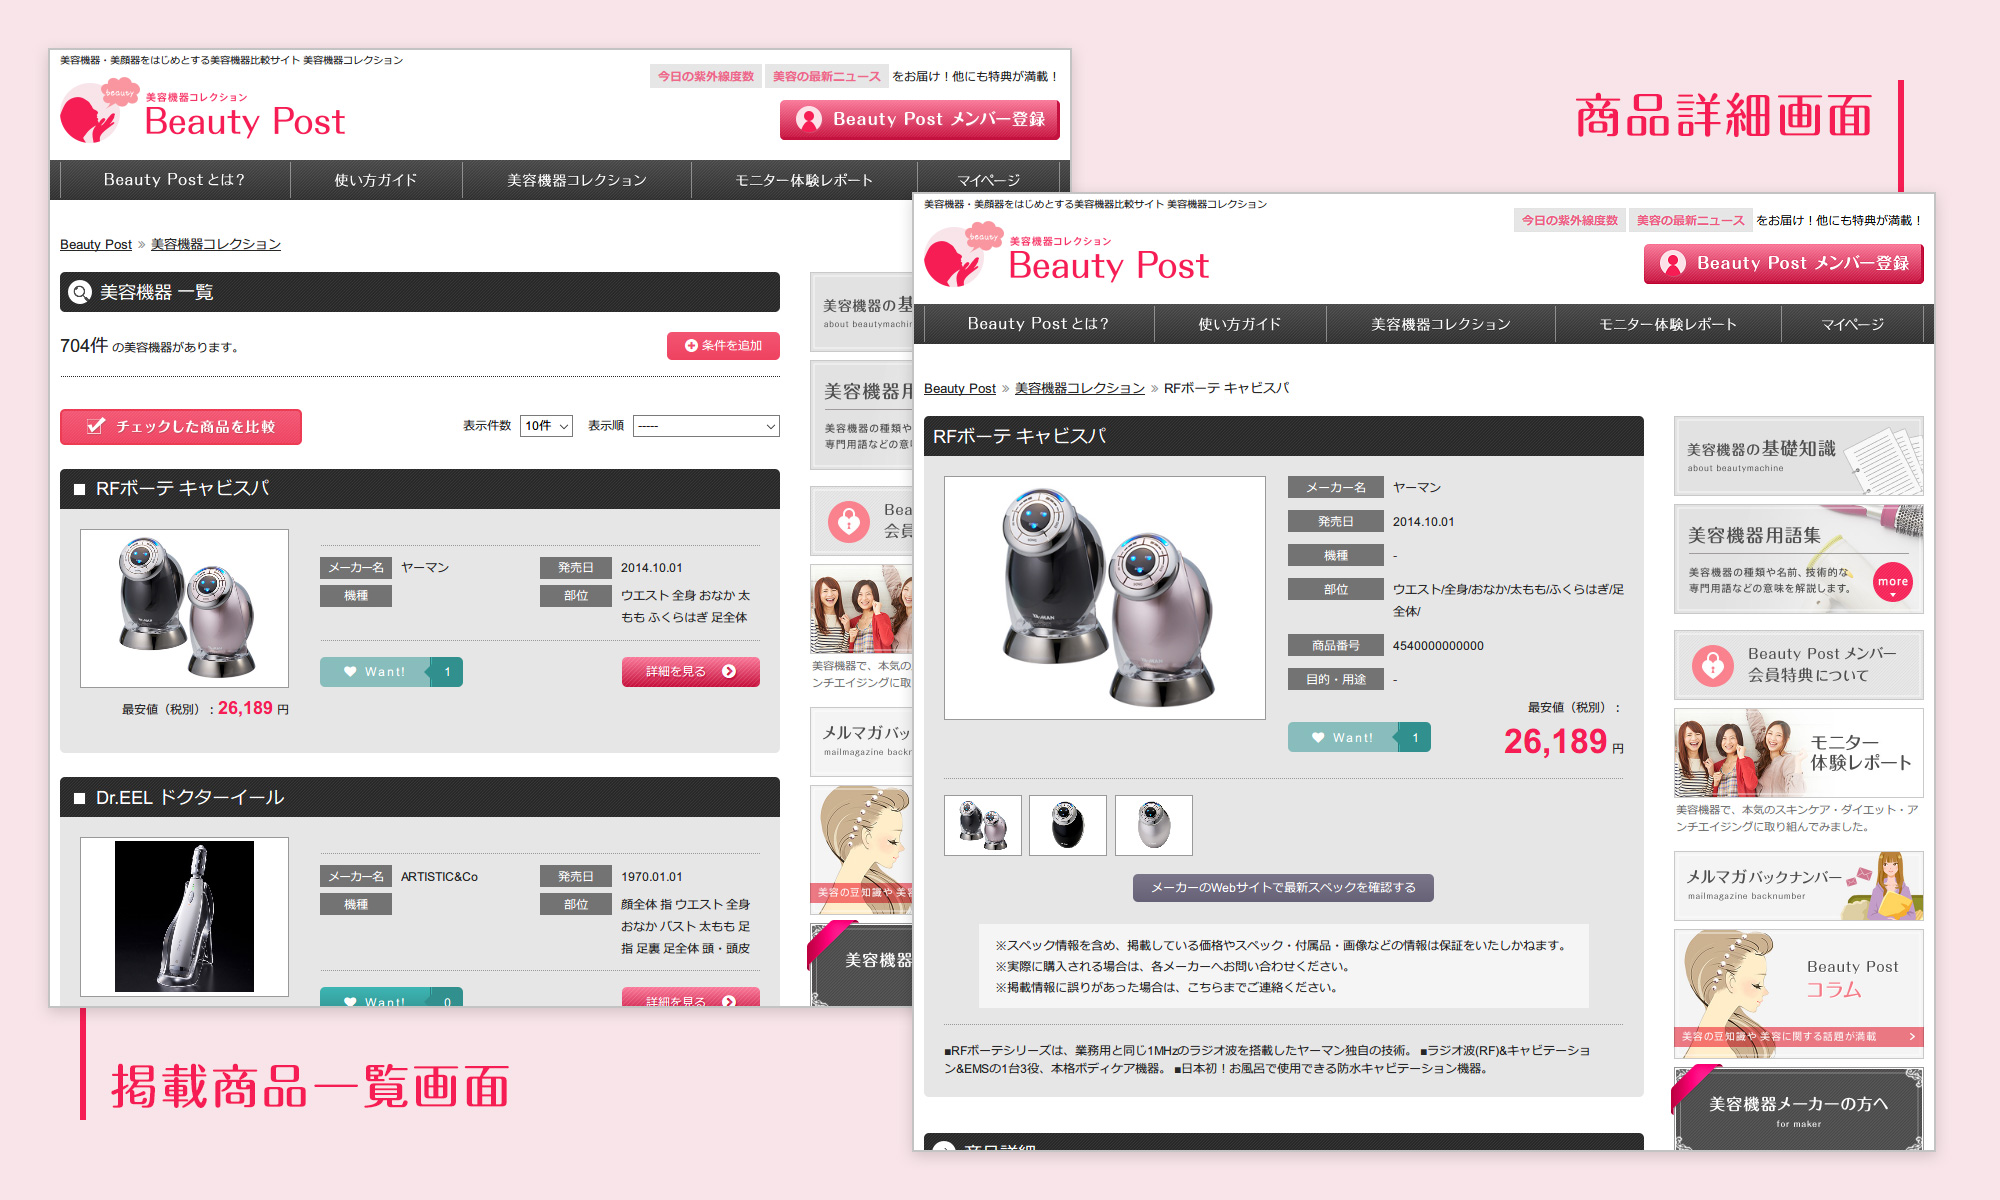 美容機器・美顔器をはじめとする美容機器比較サイト 美容機器コレクション
今日の紫外線度数 美容の最新ニュース をお届け！他にも特典が満載！
beauty
美容機器コレクション
Beauty Post
Beauty Post メンバー登録
Beauty Postとは？ 使い方ガイド 美容機器コレクション モニター体験レポート マイページ
Beauty Post » 美容機器コレクション
美容機器 一覧
704件 の美容機器があります。
条件を追加
チェックした商品を比較
表示件数 10件 表示順 -----
■ RFボーテ キャビスパ
メーカー名 ヤーマン 発売日 2014.10.01
機種 部位 ウエスト 全身 おなか 太
もも ふくらはぎ 足全体
Want! 1
詳細を見る
最安値（税別）：26,189 円
■ Dr.EEL ドクターイール
メーカー名 ARTISTIC&Co 発売日 1970.01.01
機種 部位 顔全体 指 ウエスト 全身
おなか バスト 太もも 足
指 足裏 足全体 頭・頭皮
Want! 0
詳細を見る
美容機器の基
about beautymachin
美容機器用
美容機器の種類や
専門用語などの意
Bea
会員
美容機器で、本気の
ンチエイジングに取
メルマガバッ
mailmagazine backn
美容の豆知識や 美
美容機器
掲載商品一覧画面
商品詳細画面
美容機器・美顔器をはじめとする美容機器比較サイト 美容機器コレクション
今日の紫外線度数 美容の最新ニュース をお届け！他にも特典が満載！
beauty
美容機器コレクション
Beauty Post
Beauty Post メンバー登録
Beauty Postとは？ 使い方ガイド 美容機器コレクション モニター体験レポート マイページ
Beauty Post » 美容機器コレクション » RFボーテ キャビスパ
RFボーテ キャビスパ
メーカー名 ヤーマン
発売日 2014.10.01
機種 -
部位 ウエスト/全身/おなか/太もも/ふくらはぎ/足
全体/
商品番号 4540000000000
目的・用途 -
最安値（税別）：
Want! 1
26,189 円
メーカーのWebサイトで最新スペックを確認する
※スペック情報を含め、掲載している価格やスペック・付属品・画像などの情報は保証をいたしかねます。
※実際に購入される場合は、各メーカーへお問い合わせください。
※掲載情報に誤りがあった場合は、こちらまでご連絡ください。
■RFボーテシリーズは、業務用と同じ1MHzのラジオ波を搭載したヤーマン独自の技術。 ■ラジオ波(RF)&キャビテーショ
ン&EMSの1台3役、本格ボディケア機器。 ■日本初！お風呂で使用できる防水キャビテーション機器。
商品詳細
美容機器の基礎知識
about beautymachine
美容機器用語集
美容機器の種類や名前、技術的な
専門用語などの意味を解説します。
more
Beauty Post メンバー
会員特典について
モニター
体験レポート
美容機器で、本気のスキンケア・ダイエット・ア
ンチエイジングに取り組んでみました。
メルマガバックナンバー
mailmagazine backnumber
Beauty Post
コラム
美容の豆知識や 美容に関する話題が満載
美容機器メーカーの方へ
for maker